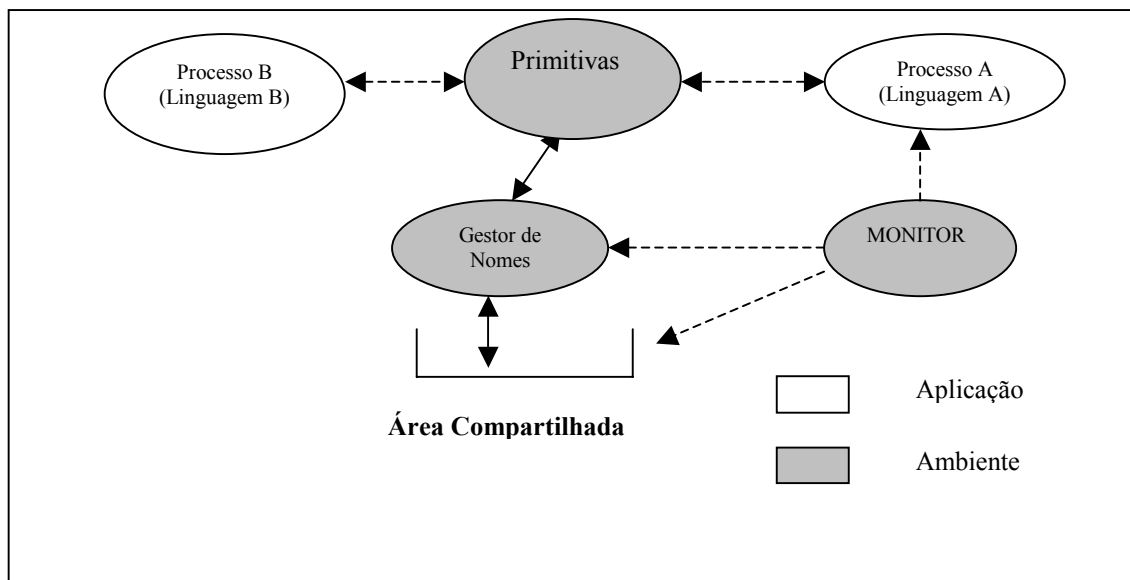 Primitivas
Processo B
(Linguagem B)
Processo A
(Linguagem A)
Gestor de
Nomes
MONITOR
Área Compartilhada
Aplicação
Ambiente